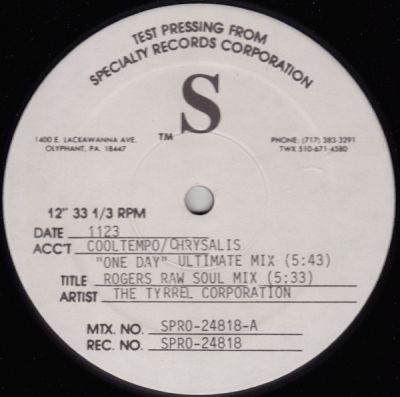 TEST PRESSING FROM
SPECIALTY RECORDS CORPORATION
S
TM
1400 E. LACKAWANNA AVE.
OLYPHANT, PA. 18447
PHONE: (717) 383-3291
TWX 510-671-4580
12" 33 1/3 RPM
DATE 1123
ACC'T COOLTEMPO/CHRYSALIS
"ONE DAY" ULTIMATE MIX (5:43)
TITLE ROGERS RAW SOUL MIX (5:33)
ARTIST THE TYRREL CORPORATION
MTX. NO. SPRO-24818-A
REC. NO. SPRO-24818